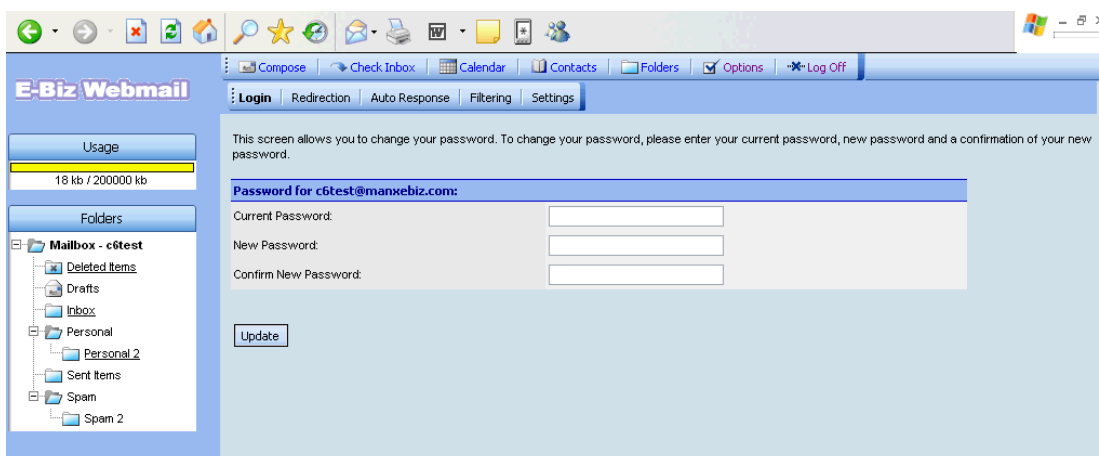 Compose Check Inbox Calendar Contacts Folders Options Log Off
E-Biz Webmail
Login Redirection Auto Response Filtering Settings
Usage
18 kb / 200000 kb
Folders
Mailbox - c6test
Deleted Items
Drafts
Inbox
Personal
Personal 2
Sent Items
Spam
Spam 2
This screen allows you to change your password. To change your password, please enter your current password, new password and a confirmation of your new
password.
Password for c6test@manxebiz.com:
Current Password:
New Password:
Confirm New Password:
Update